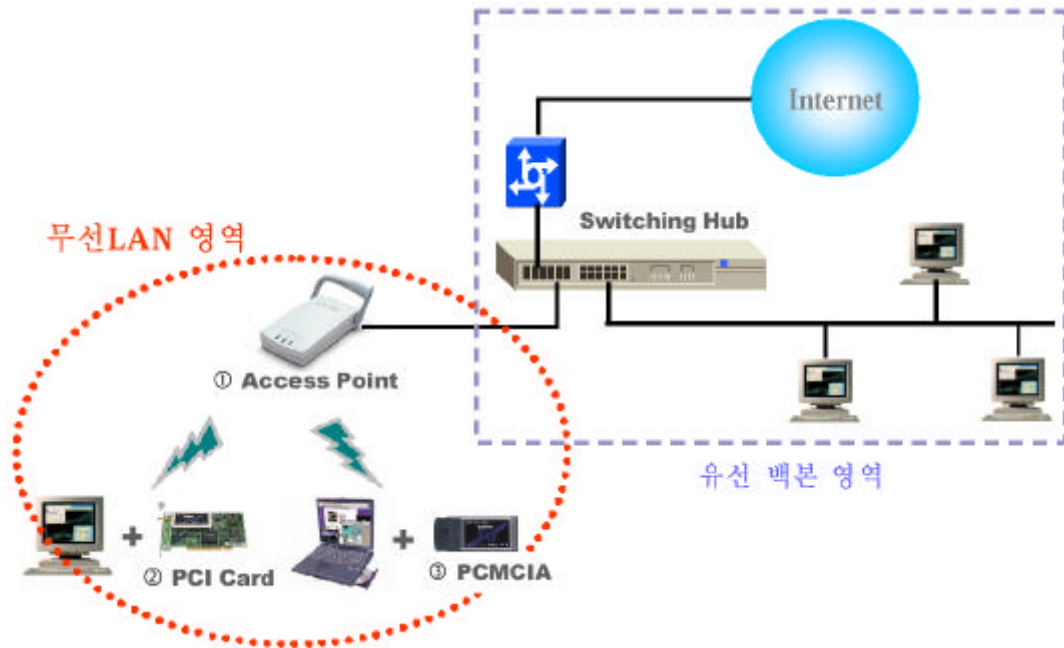 Internet
Switching Hub
무선LAN 영역
① Access Point
유선 백본 영역
② PCI Card
③ PCMCIA